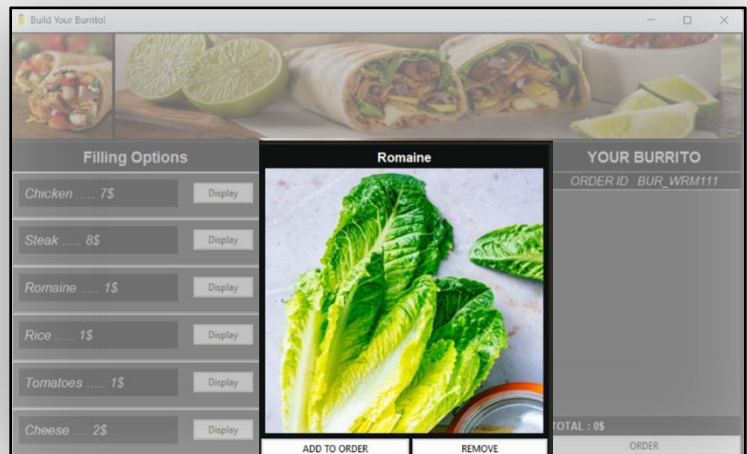 Build Your Burrito!
Filling Options
Chicken ..... 7$
Display
Steak ..... 8$
Display
Romaine ..... 1$
Display
Rice ..... 1$
Display
Tomatoes ..... 1$
Display
Cheese .... 2$
Display
Romaine
ADD TO ORDER
REMOVE
YOUR BURRITO
ORDER ID : BUR_WRM111
TOTAL : 0$
ORDER